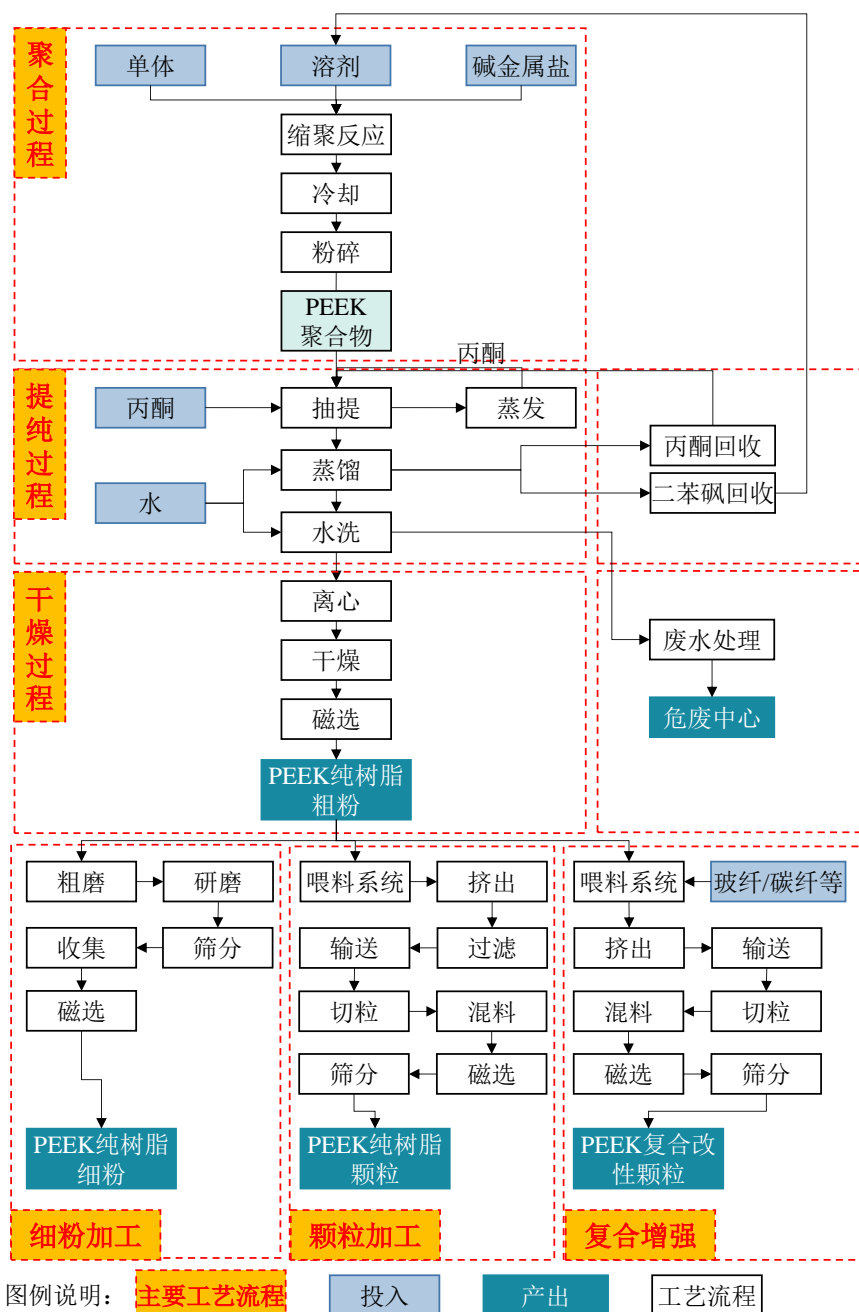 聚合过程
单体
溶剂
碱金属盐
缩聚反应
冷却
粉碎
PEEK
聚合物
丙酮
提纯过程
丙酮
抽提
蒸发
丙酮回收
蒸馏
二苯砜回收
水
水洗
干燥过程
离心
干燥
废水处理
磁选
危废中心
PEEK纯树脂
粗粉
粗磨
研磨
收集
筛分
磁选
PEEK纯树脂
细粉
细粉加工
喂料系统
挤出
输送
过滤
切粒
混料
筛分
磁选
PEEK纯树脂
颗粒
颗粒加工
喂料系统
玻纤/碳纤等
挤出
输送
混料
切粒
磁选
筛分
PEEK复合改
性颗粒
复合增强
图例说明：
主要工艺流程
投入
产出
工艺流程